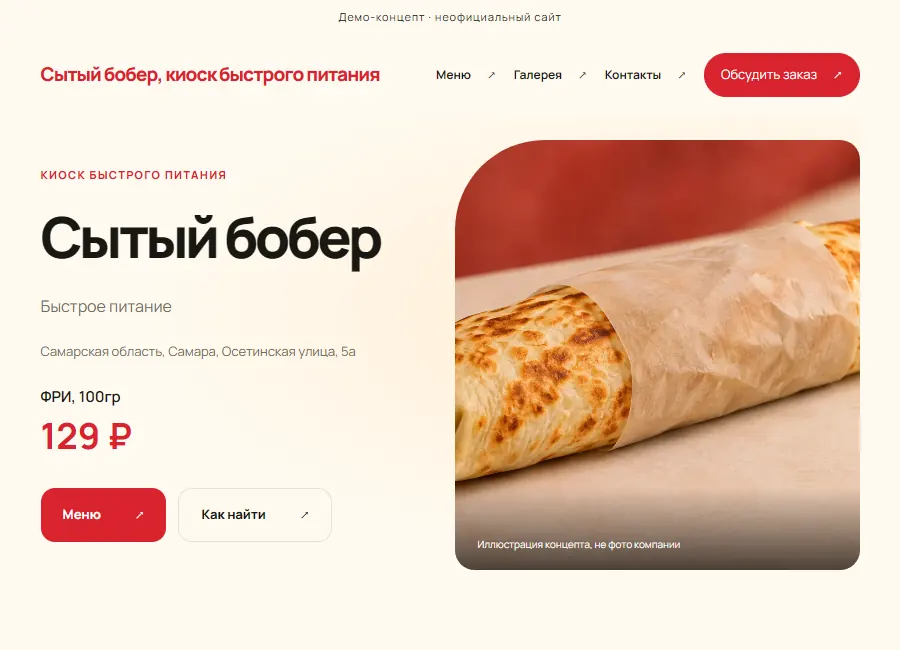 Демо-концепт · неофициальный сайт
Сытый бобер, киоск быстрого питания
Меню ↗ Галерея ↗ Контакты ↗ Обсудить заказ ↗
КИОСК БЫСТРОГО ПИТАНИЯ
Сытый бобер
Быстрое питание
Самарская область, Самара, Осетинская улица, 5а
ФРИ, 100гр
129 ₽
Меню ↗ Как найти ↗
Иллюстрация концепта, не фото компании